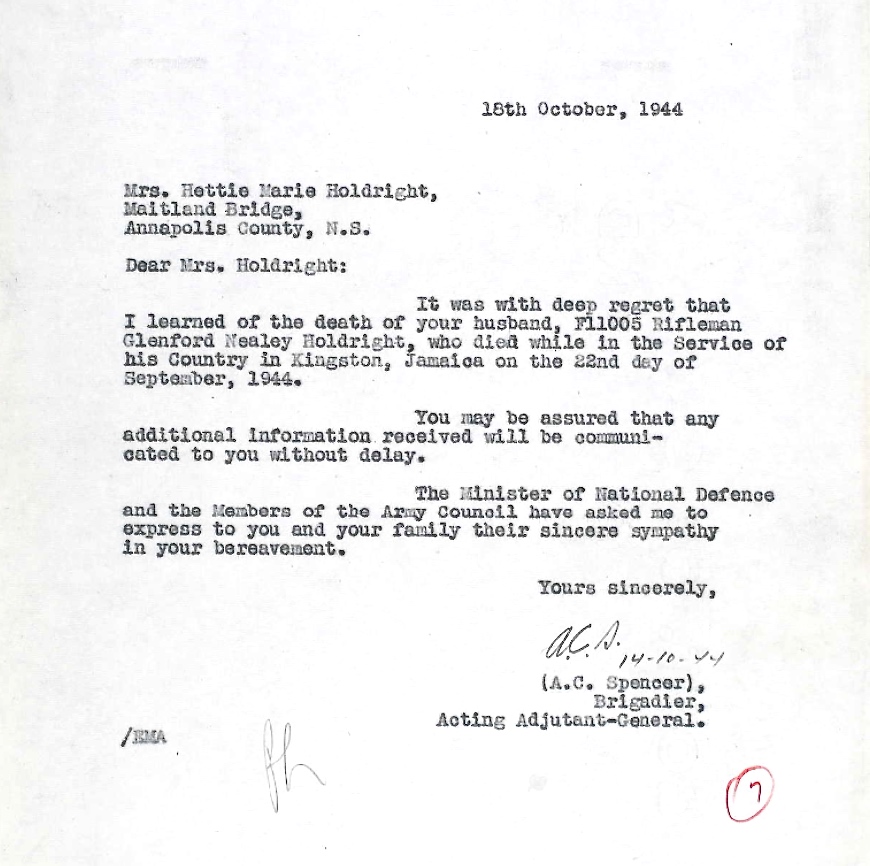 18th October, 1944
Mrs. Hettie Marie Holdright,
Maitland Bridge,
Annapolis County, N.S.
Dear Mrs. Holdright:
It was with deep regret that
I learned of the death of your husband, F11005 Rifleman
Glenford Nealey Holdright, who died while in the Service of
his Country in Kingston, Jamaica on the 22nd day of
September, 1944.
You may be assured that any
additional information received will be communi-
cated to you without delay.
The Minister of National Defence
and the Members of the Army Council have asked me to
express to you and your family their sincere sympathy
in your bereavement.
Yours sincerely,
A.C.S. 14-10-44
(A.C. Spencer),
Brigadier,
Acting Adjutant-General.
/EMA
7